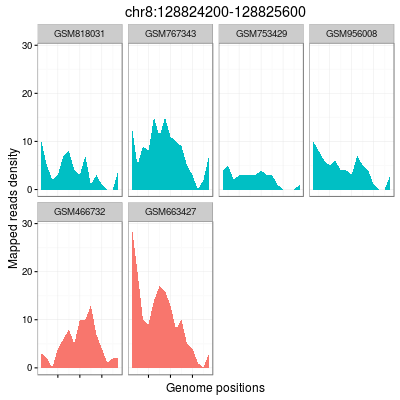 chr8:128824200-128825600
GSM818031 GSM767343 GSM753429 GSM956008
30
20
10
0
GSM466732 GSM663427
30
20
10
0
Mapped reads density
Genome positions